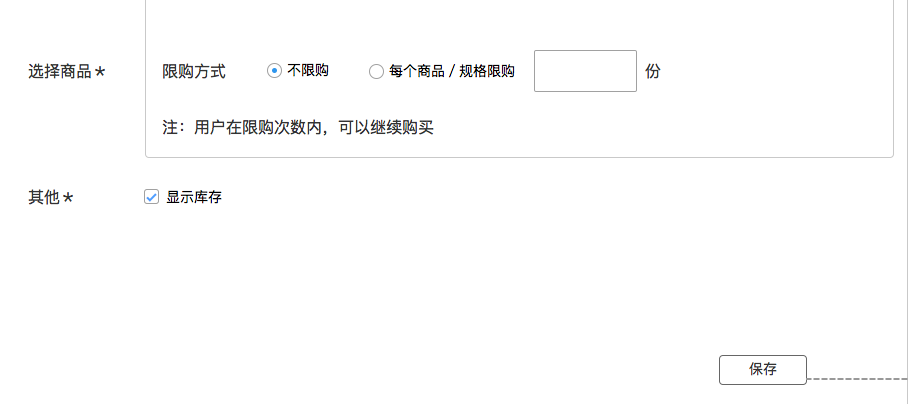 选择商品* 限购方式 不限购 每个商品 / 规格限购 份
注：用户在限购次数内，可以继续购买
其他* 显示库存
保存